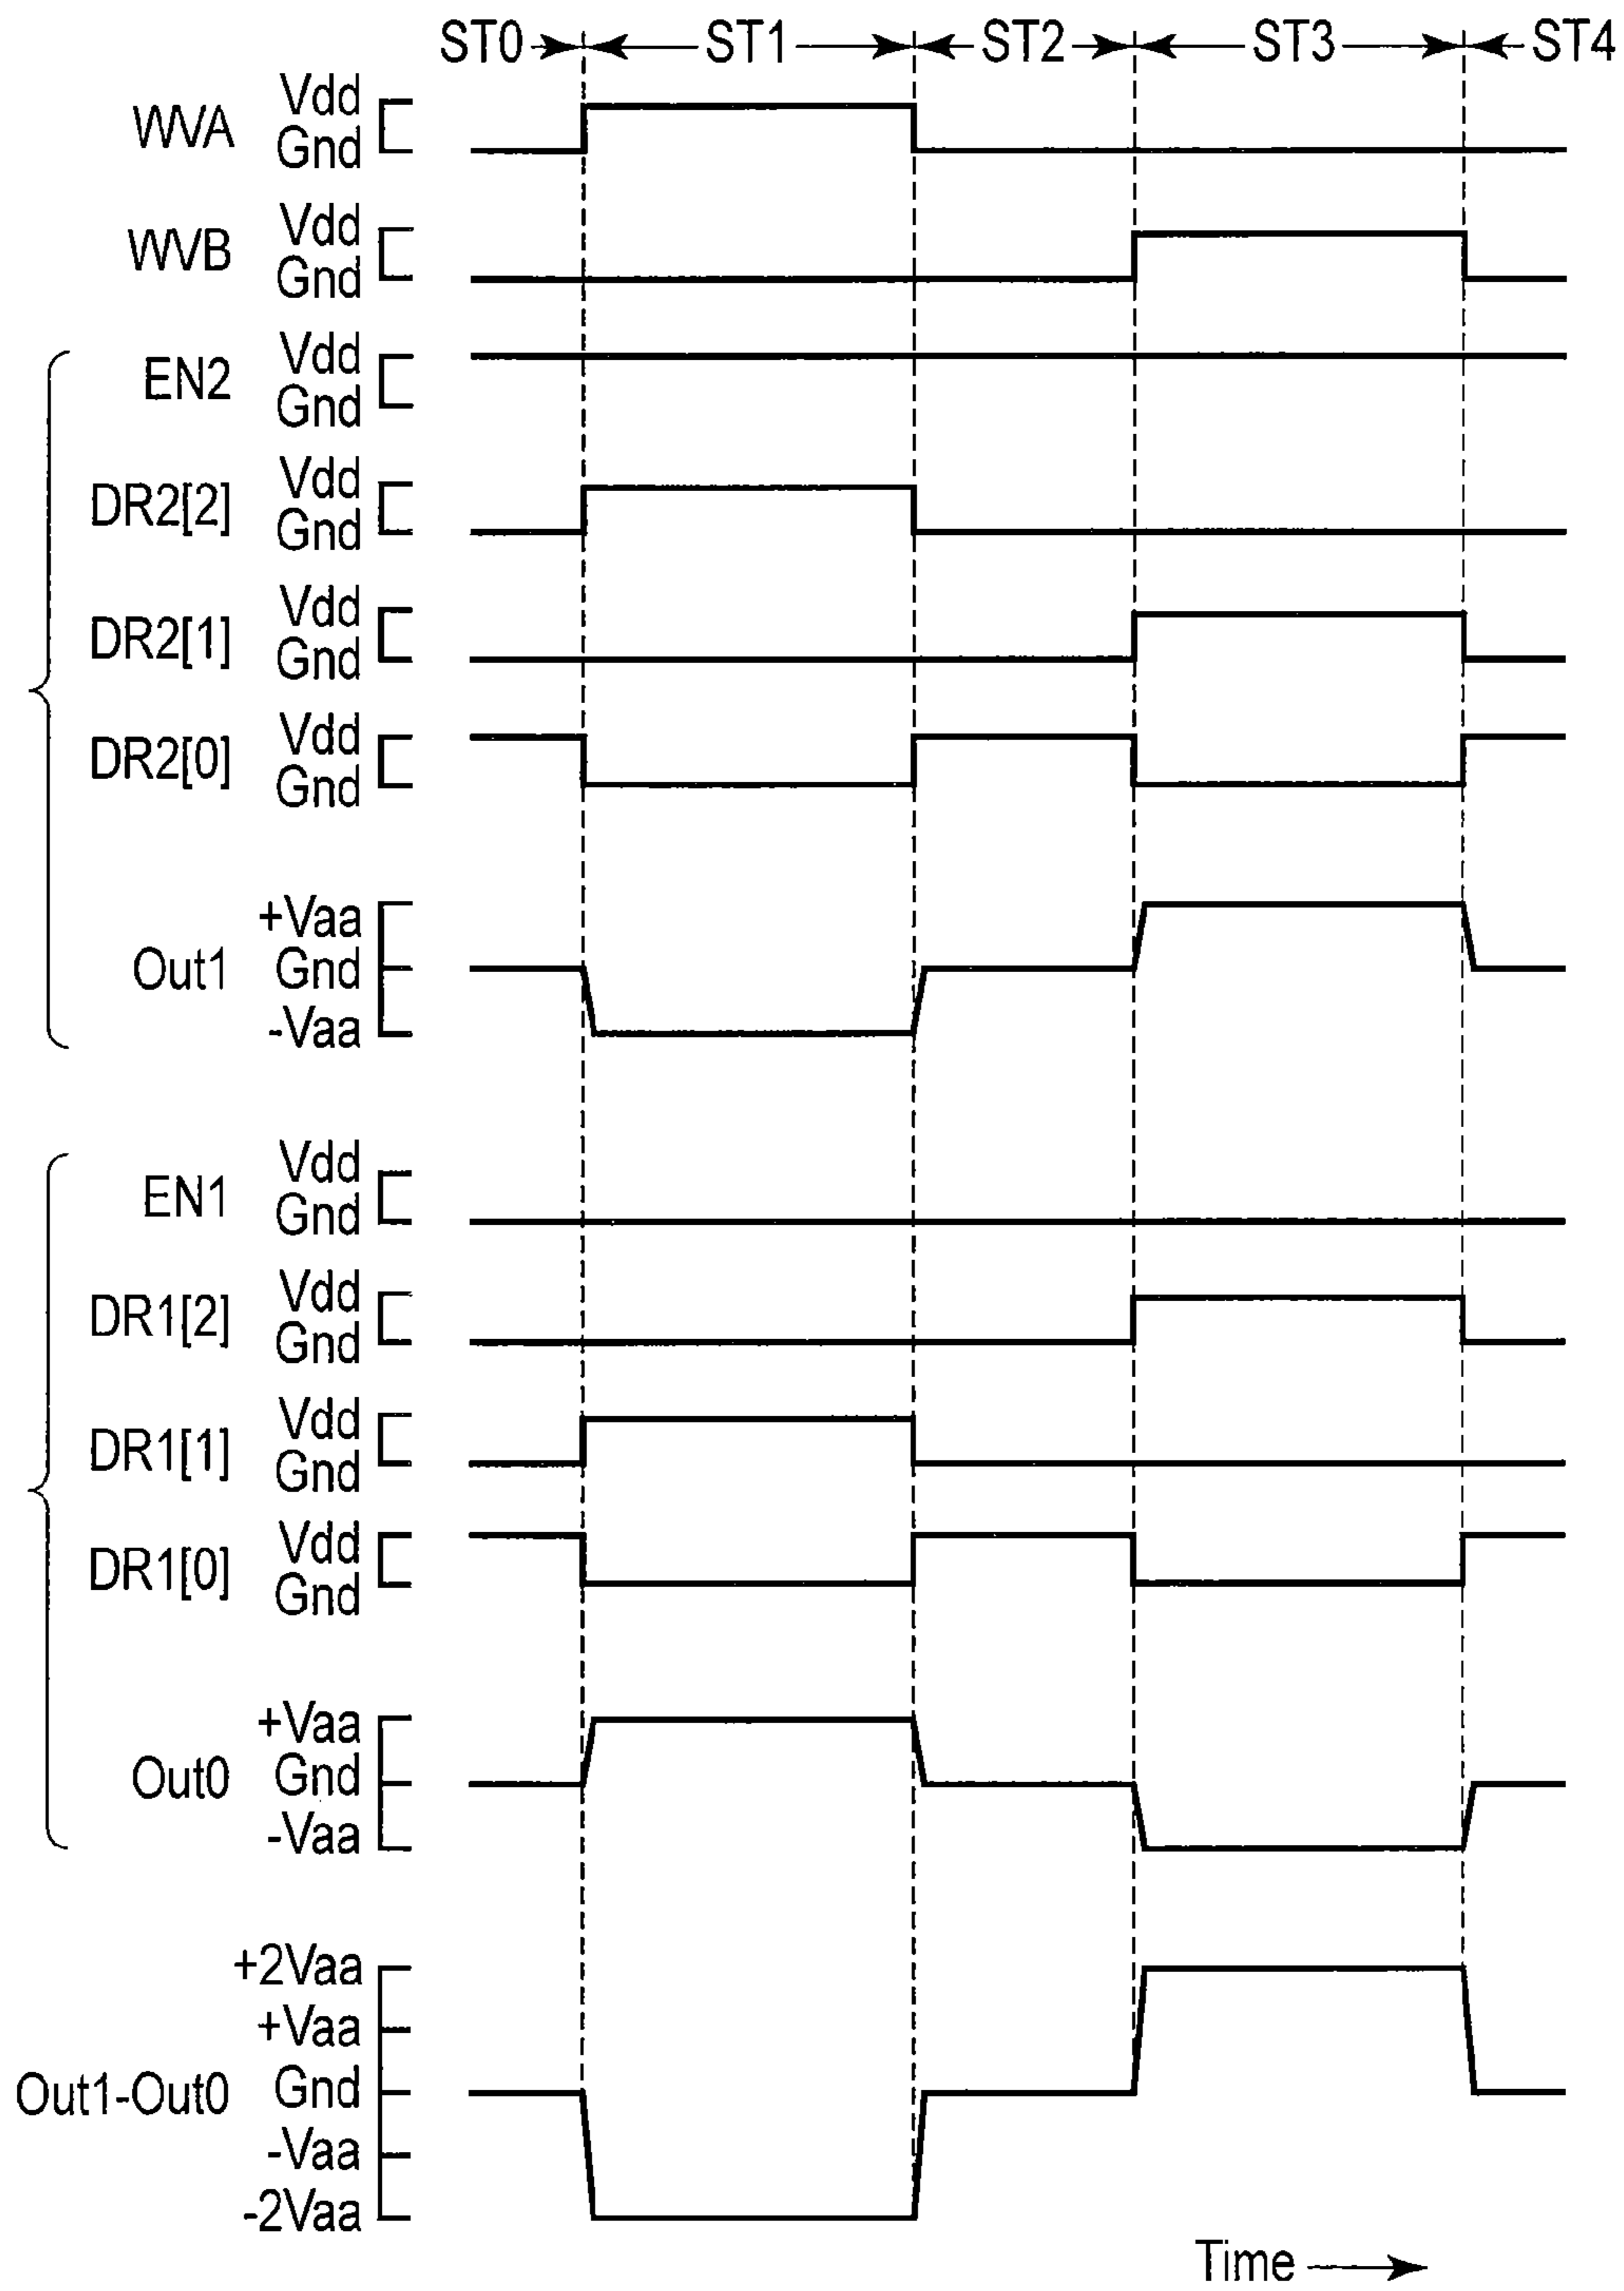 ST0 ST1 ST2 ST3 ST4
WVA Vdd Gnd
WVB Vdd Gnd
EN2 Vdd Gnd
DR2[2] Vdd Gnd
DR2[1] Vdd Gnd
DR2[0] Vdd Gnd
Out1 +Vaa Gnd -Vaa
EN1 Vdd Gnd
DR1[2] Vdd Gnd
DR1[1] Vdd Gnd
DR1[0] Vdd Gnd
Out0 +Vaa Gnd -Vaa
Out1-Out0 +2Vaa +Vaa Gnd -Vaa -2Vaa
Time